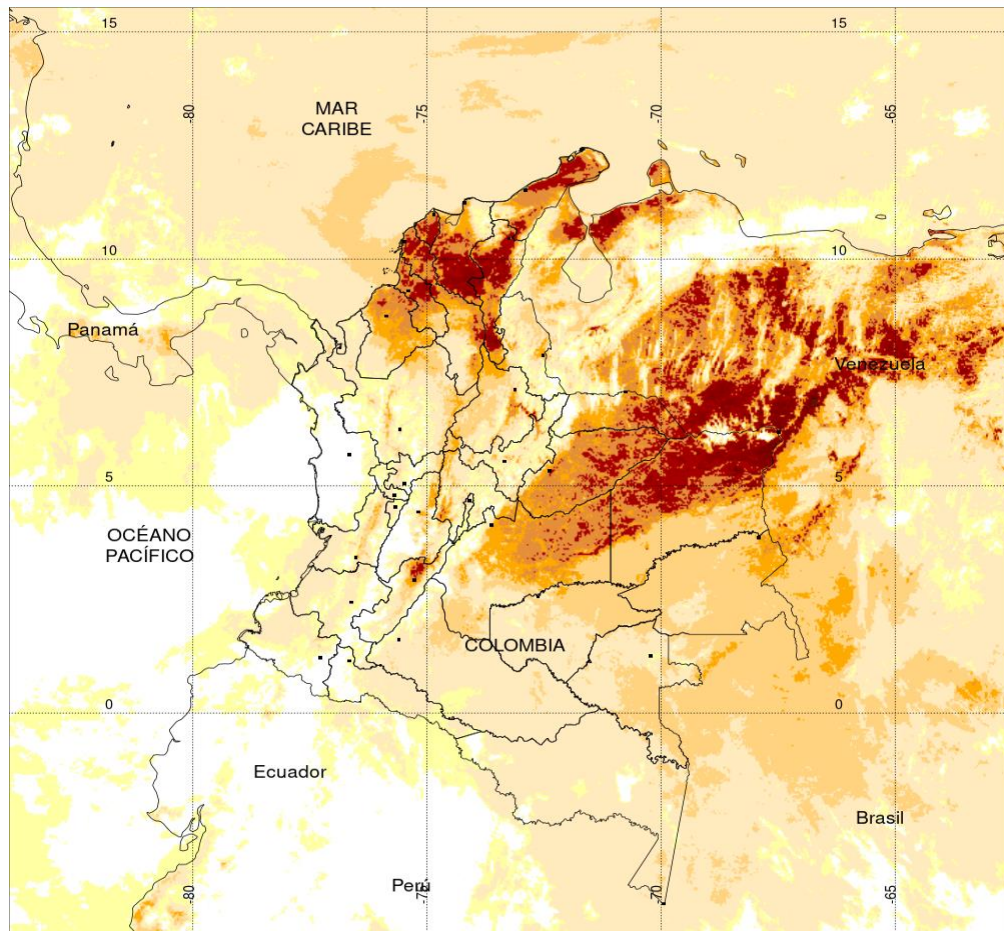 15
15
-80
-75
-70
-65
MAR
CARIBE
10
10
Panamá
Venezuela
5
5
OCÉANO
PACÍFICO
COLOMBIA
0
0
Ecuador
Brasil
Perú
-80
-75
-70
-65